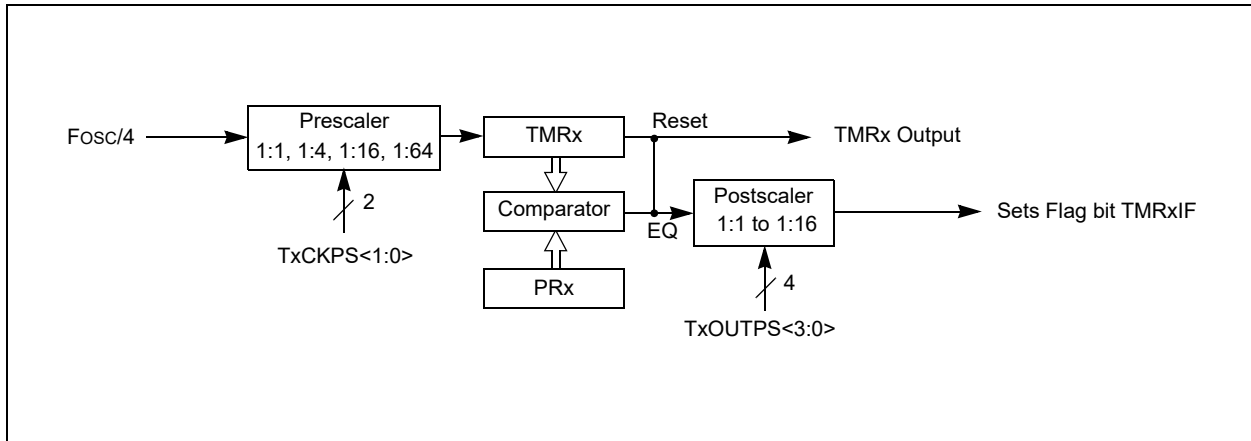 FOSC/4
Prescaler
1:1, 1:4, 1:16, 1:64
2
TxCKPS<1:0>
TMRx
Comparator
PRx
Reset
EQ
TMRx Output
Postscaler
1:1 to 1:16
4
TxOUTPS<3:0>
Sets Flag bit TMRxIF